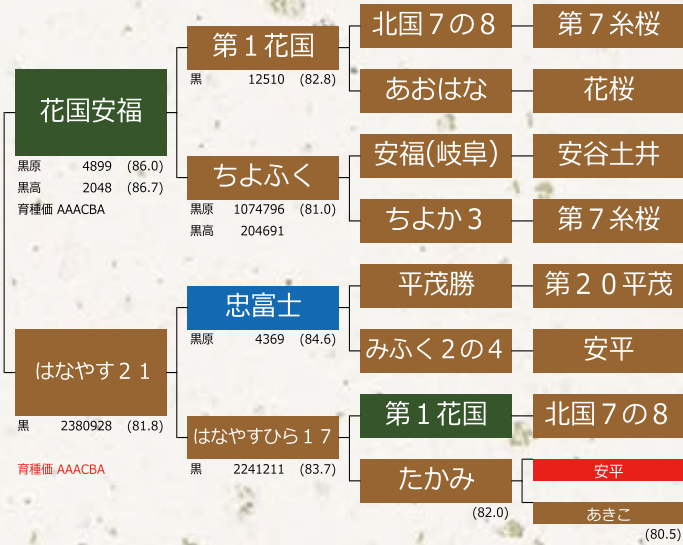 花国安福
黒原 4899 (86.0)
黒高 2048 (86.7)
育種価 AAACBA
はなやす２１
黒 2380928 (81.8)
育種価 AAACBA
第１花国
黒 12510 (82.8)
ちよふく
黒原 1074796 (81.0)
黒高 204691
忠富士
黒原 4369 (84.6)
はなやすひら１７
黒 2241211 (83.7)
北国７の８
あおはな
安福(岐阜)
ちよか３
平茂勝
みふく２の４
第１花国
たかみ
(82.0)
第７糸桜
花桜
安谷土井
第７糸桜
第２０平茂
安平
北国７の８
安平
あきこ
(80.5)